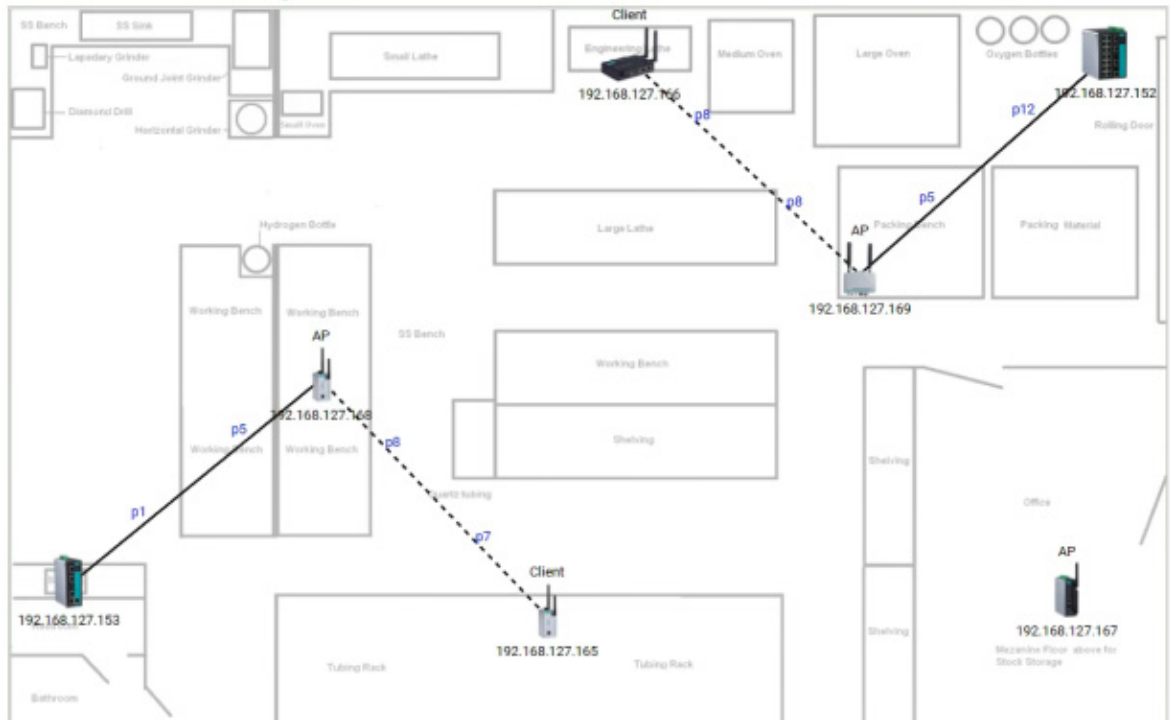 Client
SS Bench
SS Sink
Lapadary Grinder
Ground Joint Grinder
Diamond Drill
Horizontal Grinder
Small Oven
Small Lathe
Engineering Lathe
192.168.127.166
Medium Oven
Large Oven
Oxygen Bottles
192.168.127.152
p12
Rolling Door
p8
p8
p5
Hydrogen Bottle
Large Lathe
AP
Packing Bench
Packing Material
192.168.127.169
Working Bench
Working Bench
AP
SS Bench
192.168.127.168
Working Bench
p5
p8
Working Bench
Working Bench
Shelving
Shelving
Quartz tubing
Office
p1
p7
AP
Client
192.168.127.153
192.168.127.165
192.168.127.167
Shelving
Mezanine Floor above for
Stock Storage
Tubing Rack
Tubing Rack
Bathroom